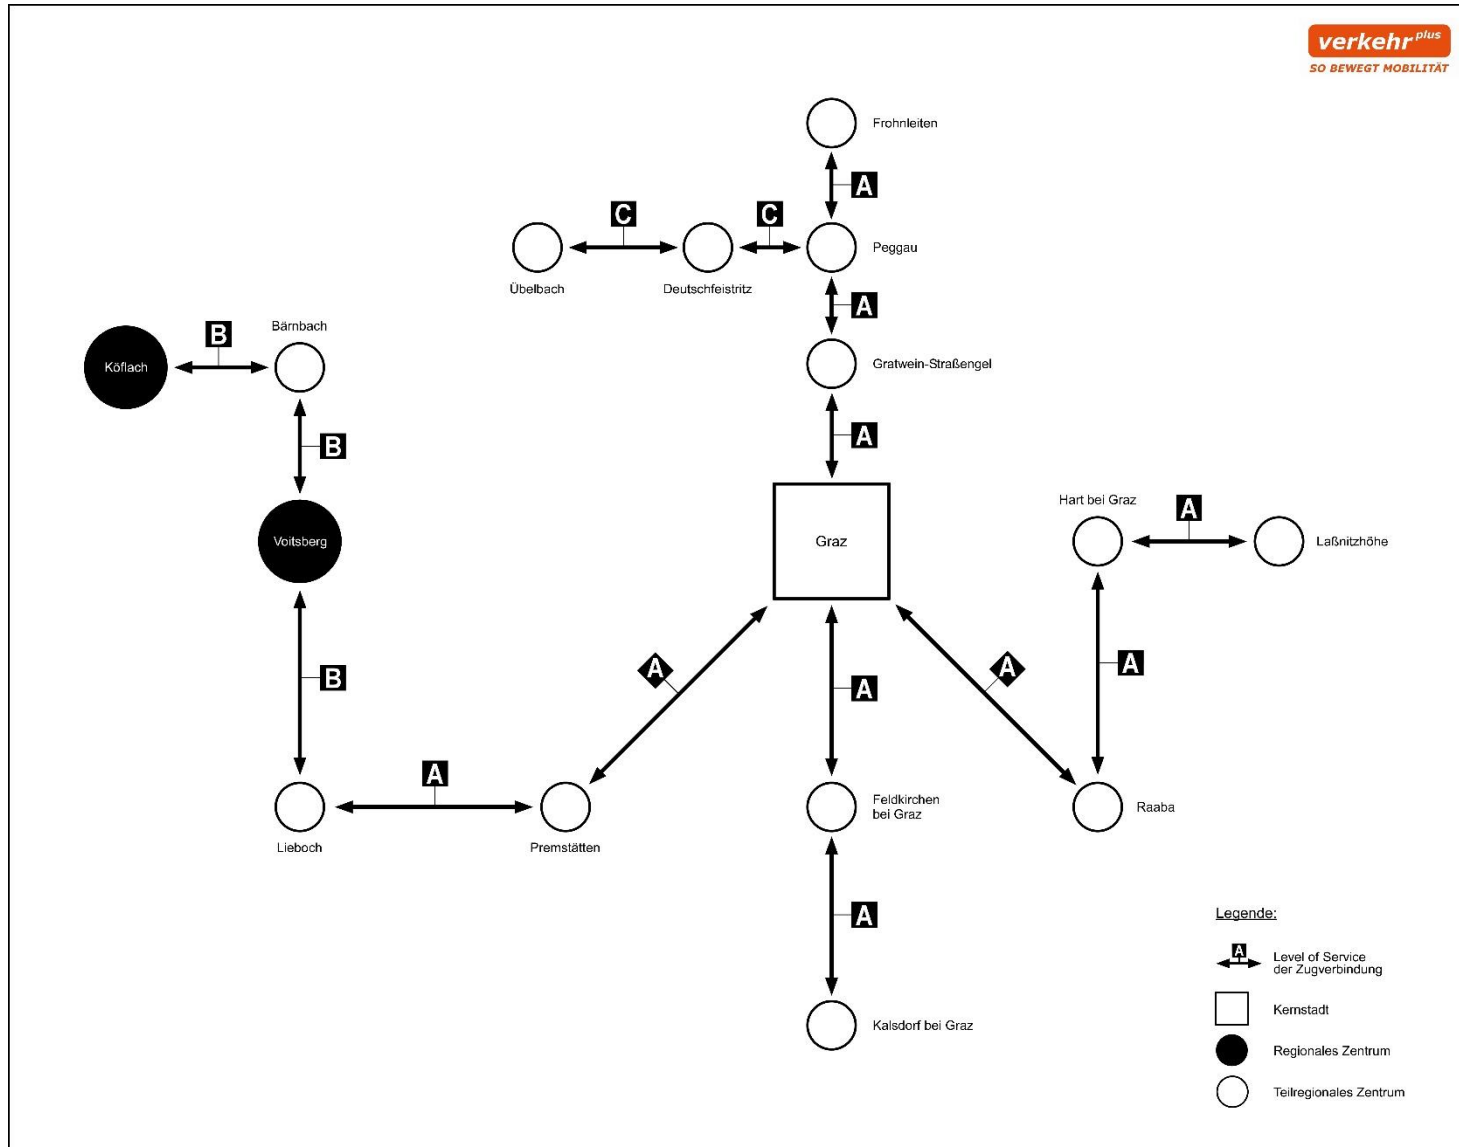 verkehr plus
SO BEWEGT MOBILITÄT
Frohnleiten
A
C
C
Peggau
Übelbach
Deutschfeistritz
A
Bärnbach
B
Köflach
Gratwein-Straßengel
B
A
Hart bei Graz
A
Voitsberg
Graz
Laßnitzhöhe
B
A
A
A
A
A
Feldkirchen
bei Graz
Raaba
Lieboch
Premstätten
A
Kalsdorf bei Graz
Legende:
A
Level of Service
der Zugverbindung
Kernstadt
Regionales Zentrum
Teilregionales Zentrum